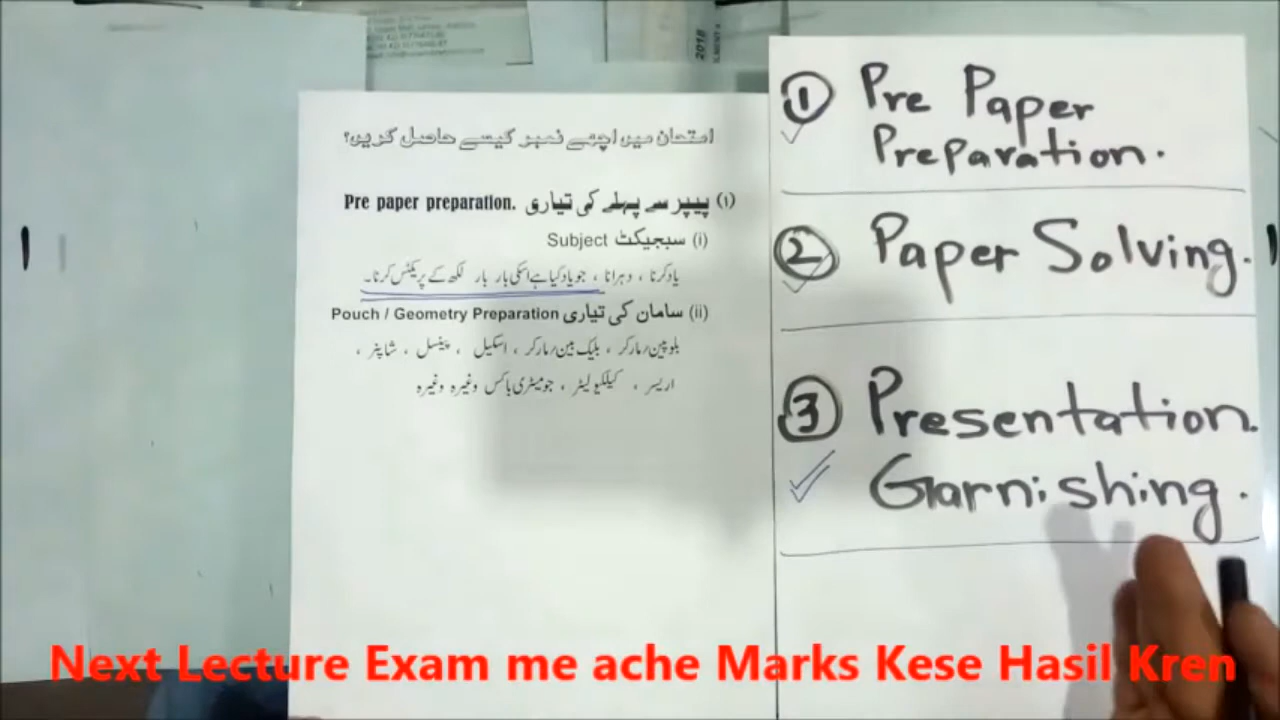 2018
امتحان میں اچھے نمبر کیسے حاصل کریں؟
(۱) پیپر سے پہلے کی تیاری Pre paper preparation.
(i) سبجیکٹ Subject
یاد کرنا ، دہرانا ، جو یاد کیا ہے اسکی بار بار لکھ کے پریکٹس کرنا۔
(ii) سامان کی تیاری Pouch / Geometry Preparation
بلو پین/مارکر ، بلیک پین/مارکر ، اسکیل ، پینسل ، شاپنر ،
اریسر ، کیلکیولیٹر ، جومیٹری باکس وغیرہ وغیرہ
1 Pre Paper
Preparation.
2 Paper Solving.
3 Presentation.
Garnishing.
Next Lecture Exam me ache Marks Kese Hasil Kren